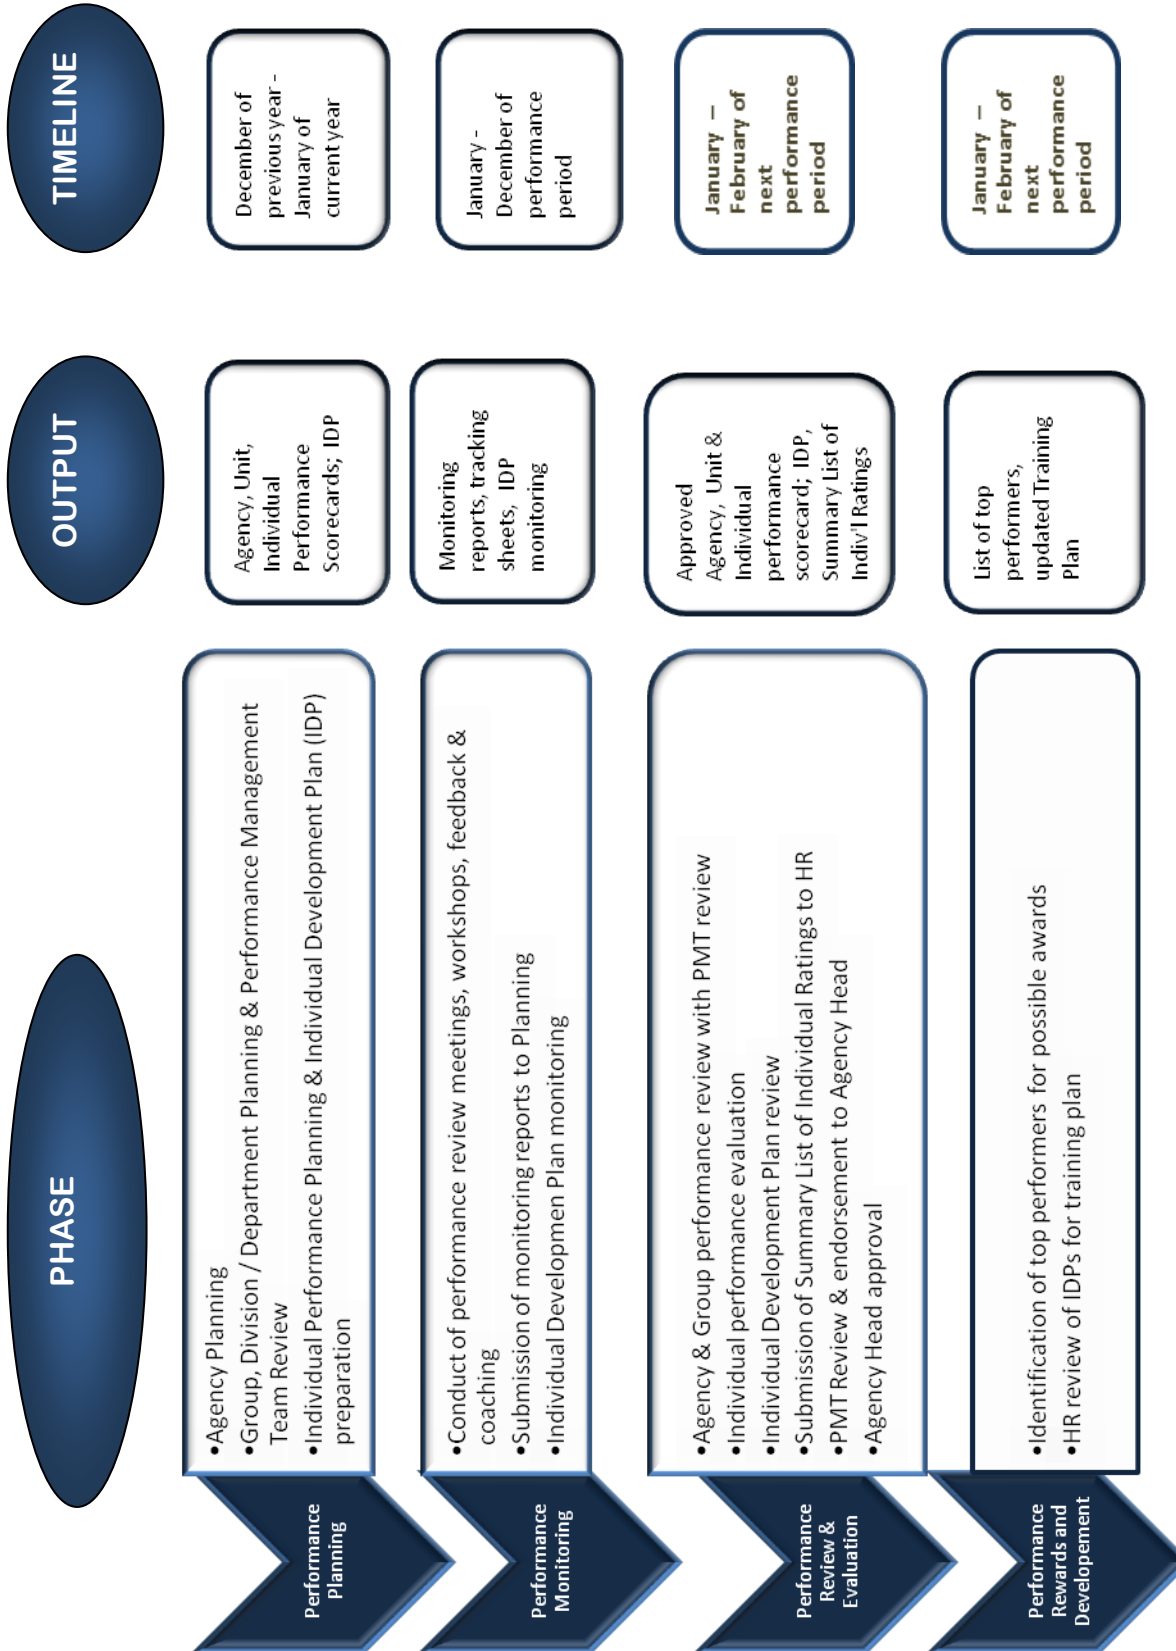 PHASE
OUTPUT
TIMELINE
Performance
Planning
•Agency Planning
•Group, Division / Department Planning & Performance Management
Team Review
•Individual Performance Planning & Individual Development Plan (IDP)
preparation
Agency, Unit,
Individual
Performance
Scorecards; IDP
December of
previous year -
January of
current year
Performance
Monitoring
•Conduct of performance review meetings, workshops, feedback &
coaching
•Submission of monitoring reports to Planning
•Individual Developmen Plan monitoring
Monitoring
reports, tracking
sheets, IDP
monitoring
January -
December of
performance
period
Performance
Review &
Evaluation
•Agency & Group performance review with PMT review
•Individual performance evaluation
•Individual Development Plan review
•Submission of Summary List of Individual Ratings to HR
•PMT Review & endorsement to Agency Head
•Agency Head approval
Approved
Agency, Unit &
Individual
performance
scorecard; IDP,
Summary List of
Indiv'l Ratings
January –
February of
next
performance
period
Performance
Rewards and
Developement
•Identification of top performers for possible awards
•HR review of IDPs for training plan
List of top
performers,
updated Training
Plan
January –
February of
next
performance
period